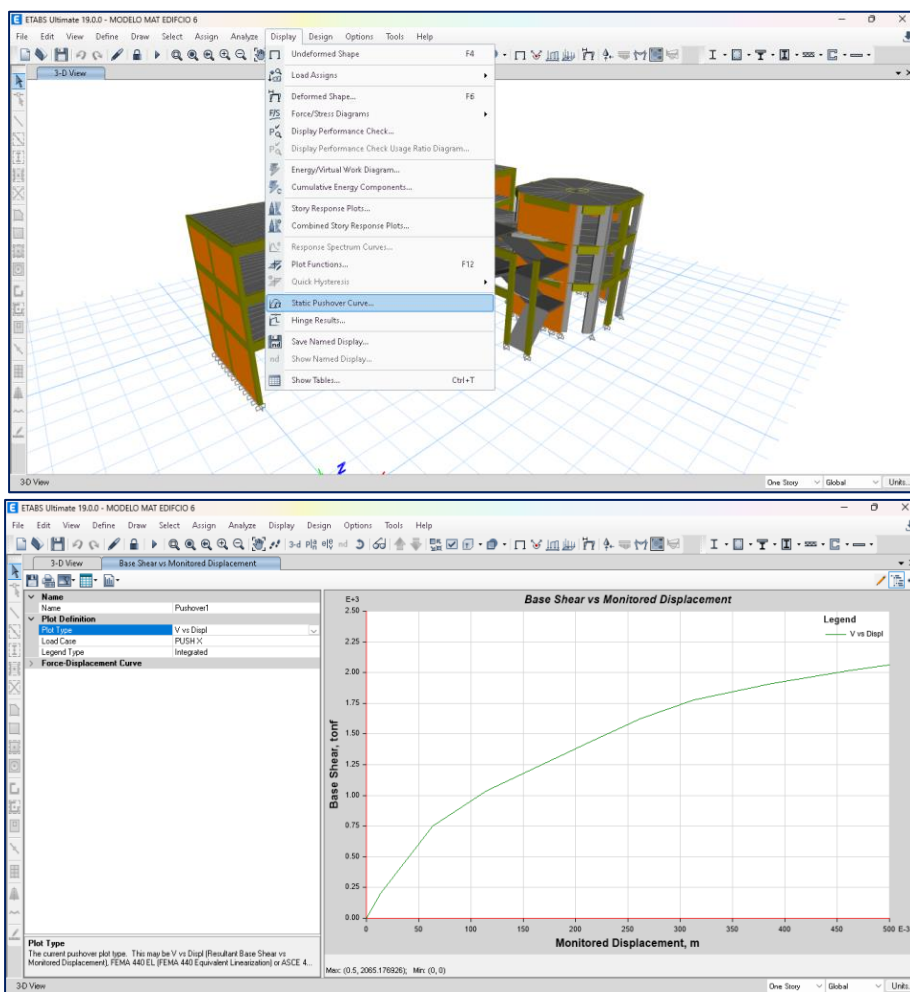 ETABS Ultimate 19.0.0 - MODELO MAT EDIFCIO 6
File Edit View Define Draw Select Assign Analyze Display Design Options Tools Help
3-D View
Undeformed Shape F4
Load Assigns
Deformed Shape... F6
Force/Stress Diagrams
Display Performance Check...
Display Performance Check Usage Ratio Diagram...
Energy/Virtual Work Diagram...
Cumulative Energy Components...
Story Response Plots...
Combined Story Response Plots...
Response Spectrum Curves...
Plot Functions... F12
Quick Hysteresis
Static Pushover Curve...
Hinge Results...
Save Named Display...
nd Show Named Display...
Show Tables... Ctrl+T
Z
3-D View One Story Global Units...
ETABS Ultimate 19.0.0 - MODELO MAT EDIFCIO 6
File Edit View Define Draw Select Assign Analyze Display Design Options Tools Help
3-d nd
3-D View Base Shear vs Monitored Displacement
Name
Name Pushover1
Plot Definition
Plot Type V vs Displ
Load Case PUSH X
Legend Type Integrated
Force-Displacement Curve
Plot Type
The current pushover plot type. This may be V vs Displ (Resultant Base Shear vs
Monitored Displacement), FEMA 440 EL (FEMA 440 Equivalent Linearization) or ASCE 4...
Base Shear vs Monitored Displacement
E+3
Legend
V vs Displ
2.50
2.25
2.00
1.75
1.50
1.25
1.00
0.75
0.50
0.25
0.00
Base Shear, tonf
0 50 100 150 200 250 300 350 400 450 500 E-3
Monitored Displacement, m
Max: (0.5, 2065.176926); Min: (0, 0)
3-D View One Story Global Units...